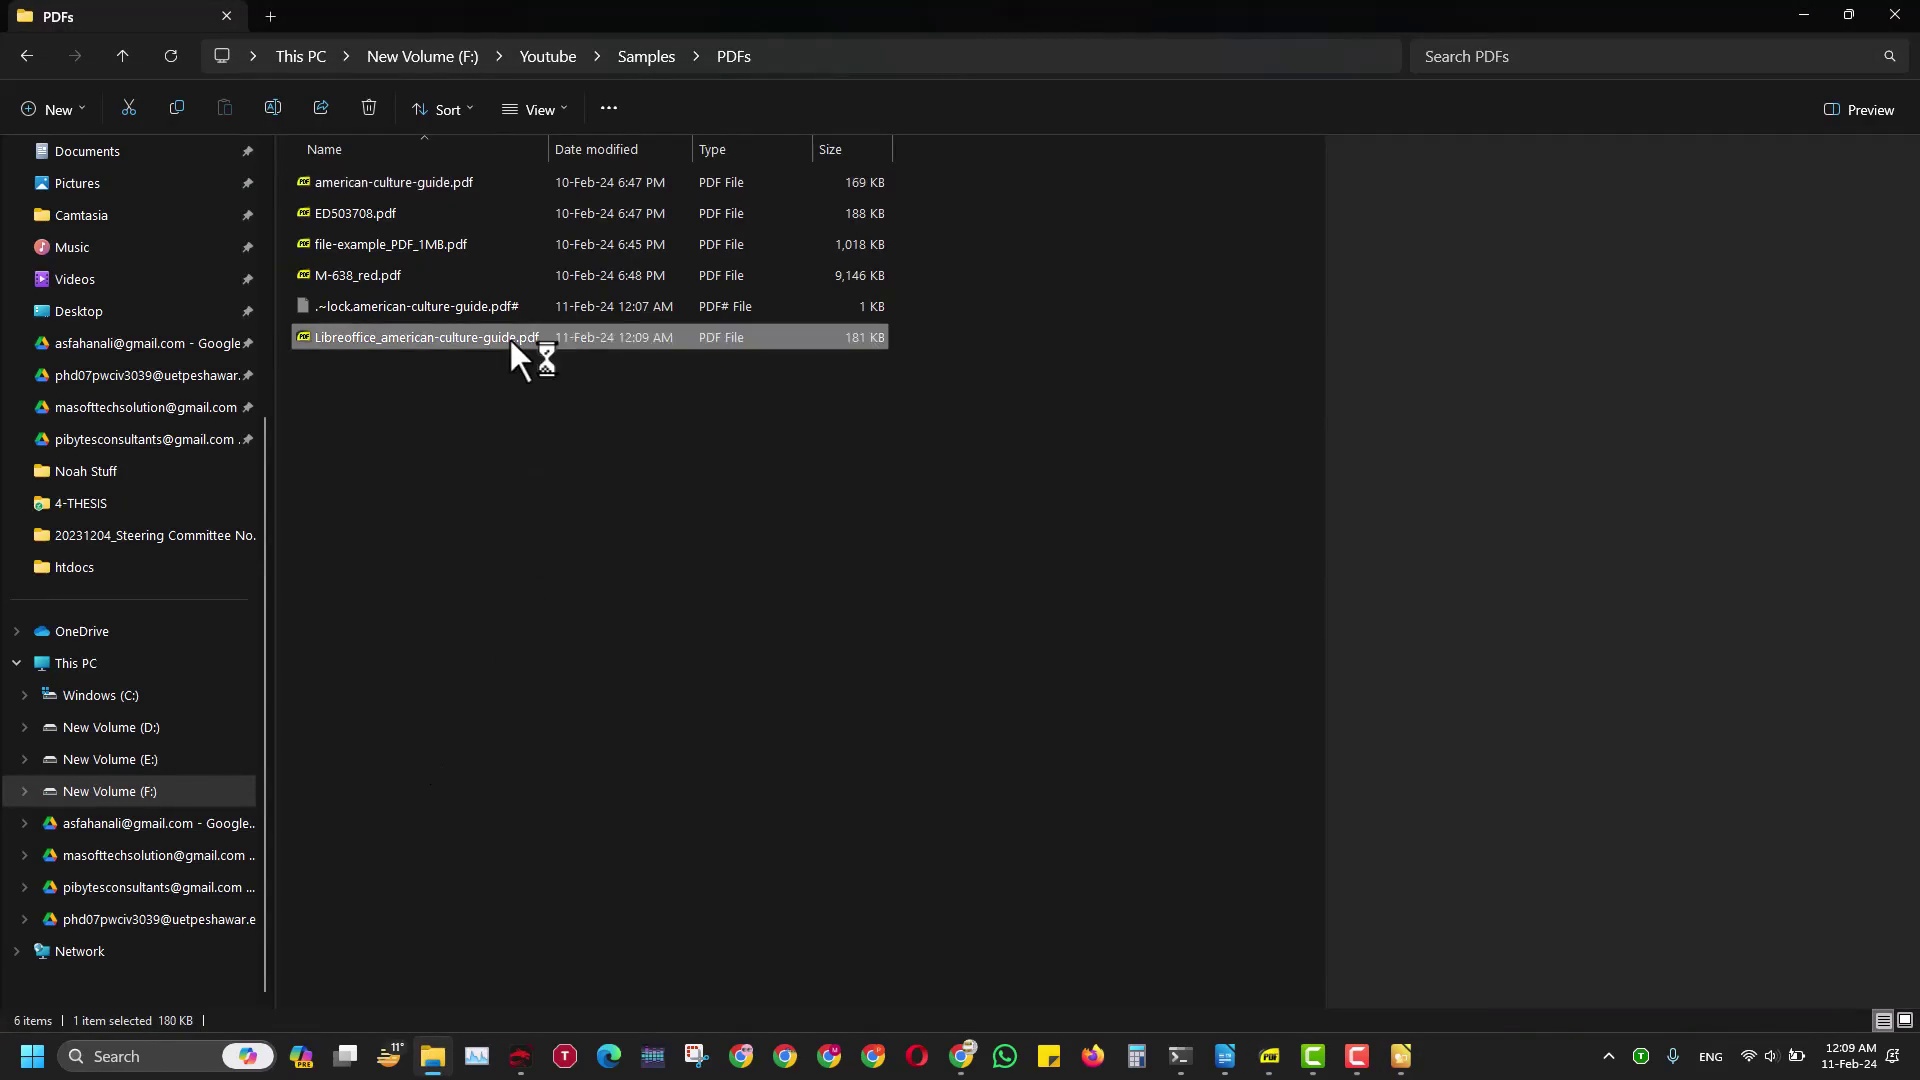 PDFs
This PC > New Volume (F:) > Youtube > Samples > PDFs
Search PDFs
New
Sort
View
Preview
Name
Date modified
Type
Size
american-culture-guide.pdf 10-Feb-24 6:47 PM PDF File 169 KB
ED503708.pdf 10-Feb-24 6:47 PM PDF File 188 KB
file-example_PDF_1MB.pdf 10-Feb-24 6:45 PM PDF File 1,018 KB
M-638_red.pdf 10-Feb-24 6:48 PM PDF File 9,146 KB
.~lock.american-culture-guide.pdf# 11-Feb-24 12:07 AM PDF# File 1 KB
Libreoffice_american-culture-guide.pdf 11-Feb-24 12:09 AM PDF File 181 KB
Documents
Pictures
Camtasia
Music
Videos
Desktop
asfahanali@gmail.com - Google
phd07pwciv3039@uetpeshawar.
masofttechsolution@gmail.com
pibytesconsultants@gmail.com .
Noah Stuff
4-THESIS
20231204_Steering Committee No.
htdocs
OneDrive
This PC
Windows (C:)
New Volume (D:)
New Volume (E:)
New Volume (F:)
asfahanali@gmail.com - Google..
masofttechsolution@gmail.com ..
pibytesconsultants@gmail.com ...
phd07pwciv3039@uetpeshawar.e
Network
6 items
1 item selected 180 KB
Search
PRE
11°
ENG
12:09 AM
11-Feb-24